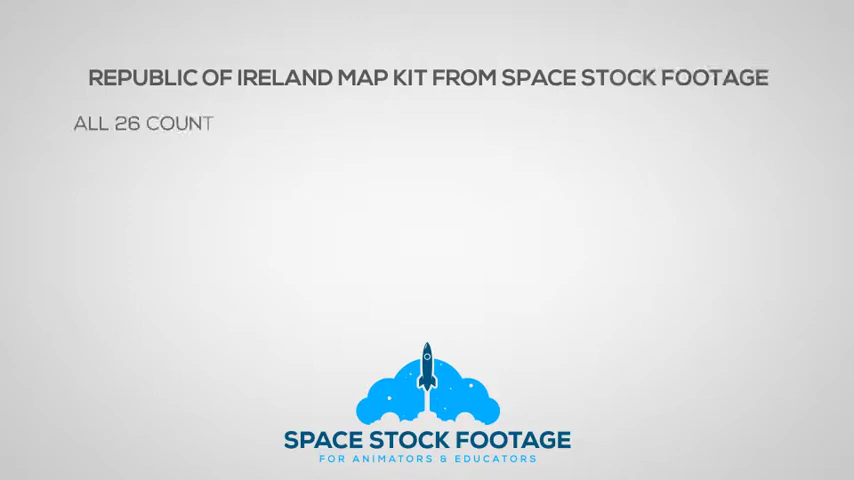 REPUBLIC OF IRELAND MAP KIT FROM SPACE STOCK FOOTAGE
ALL 26 COUNT
SPACE STOCK FOOTAGE
FOR ANIMATORS & EDUCATORS